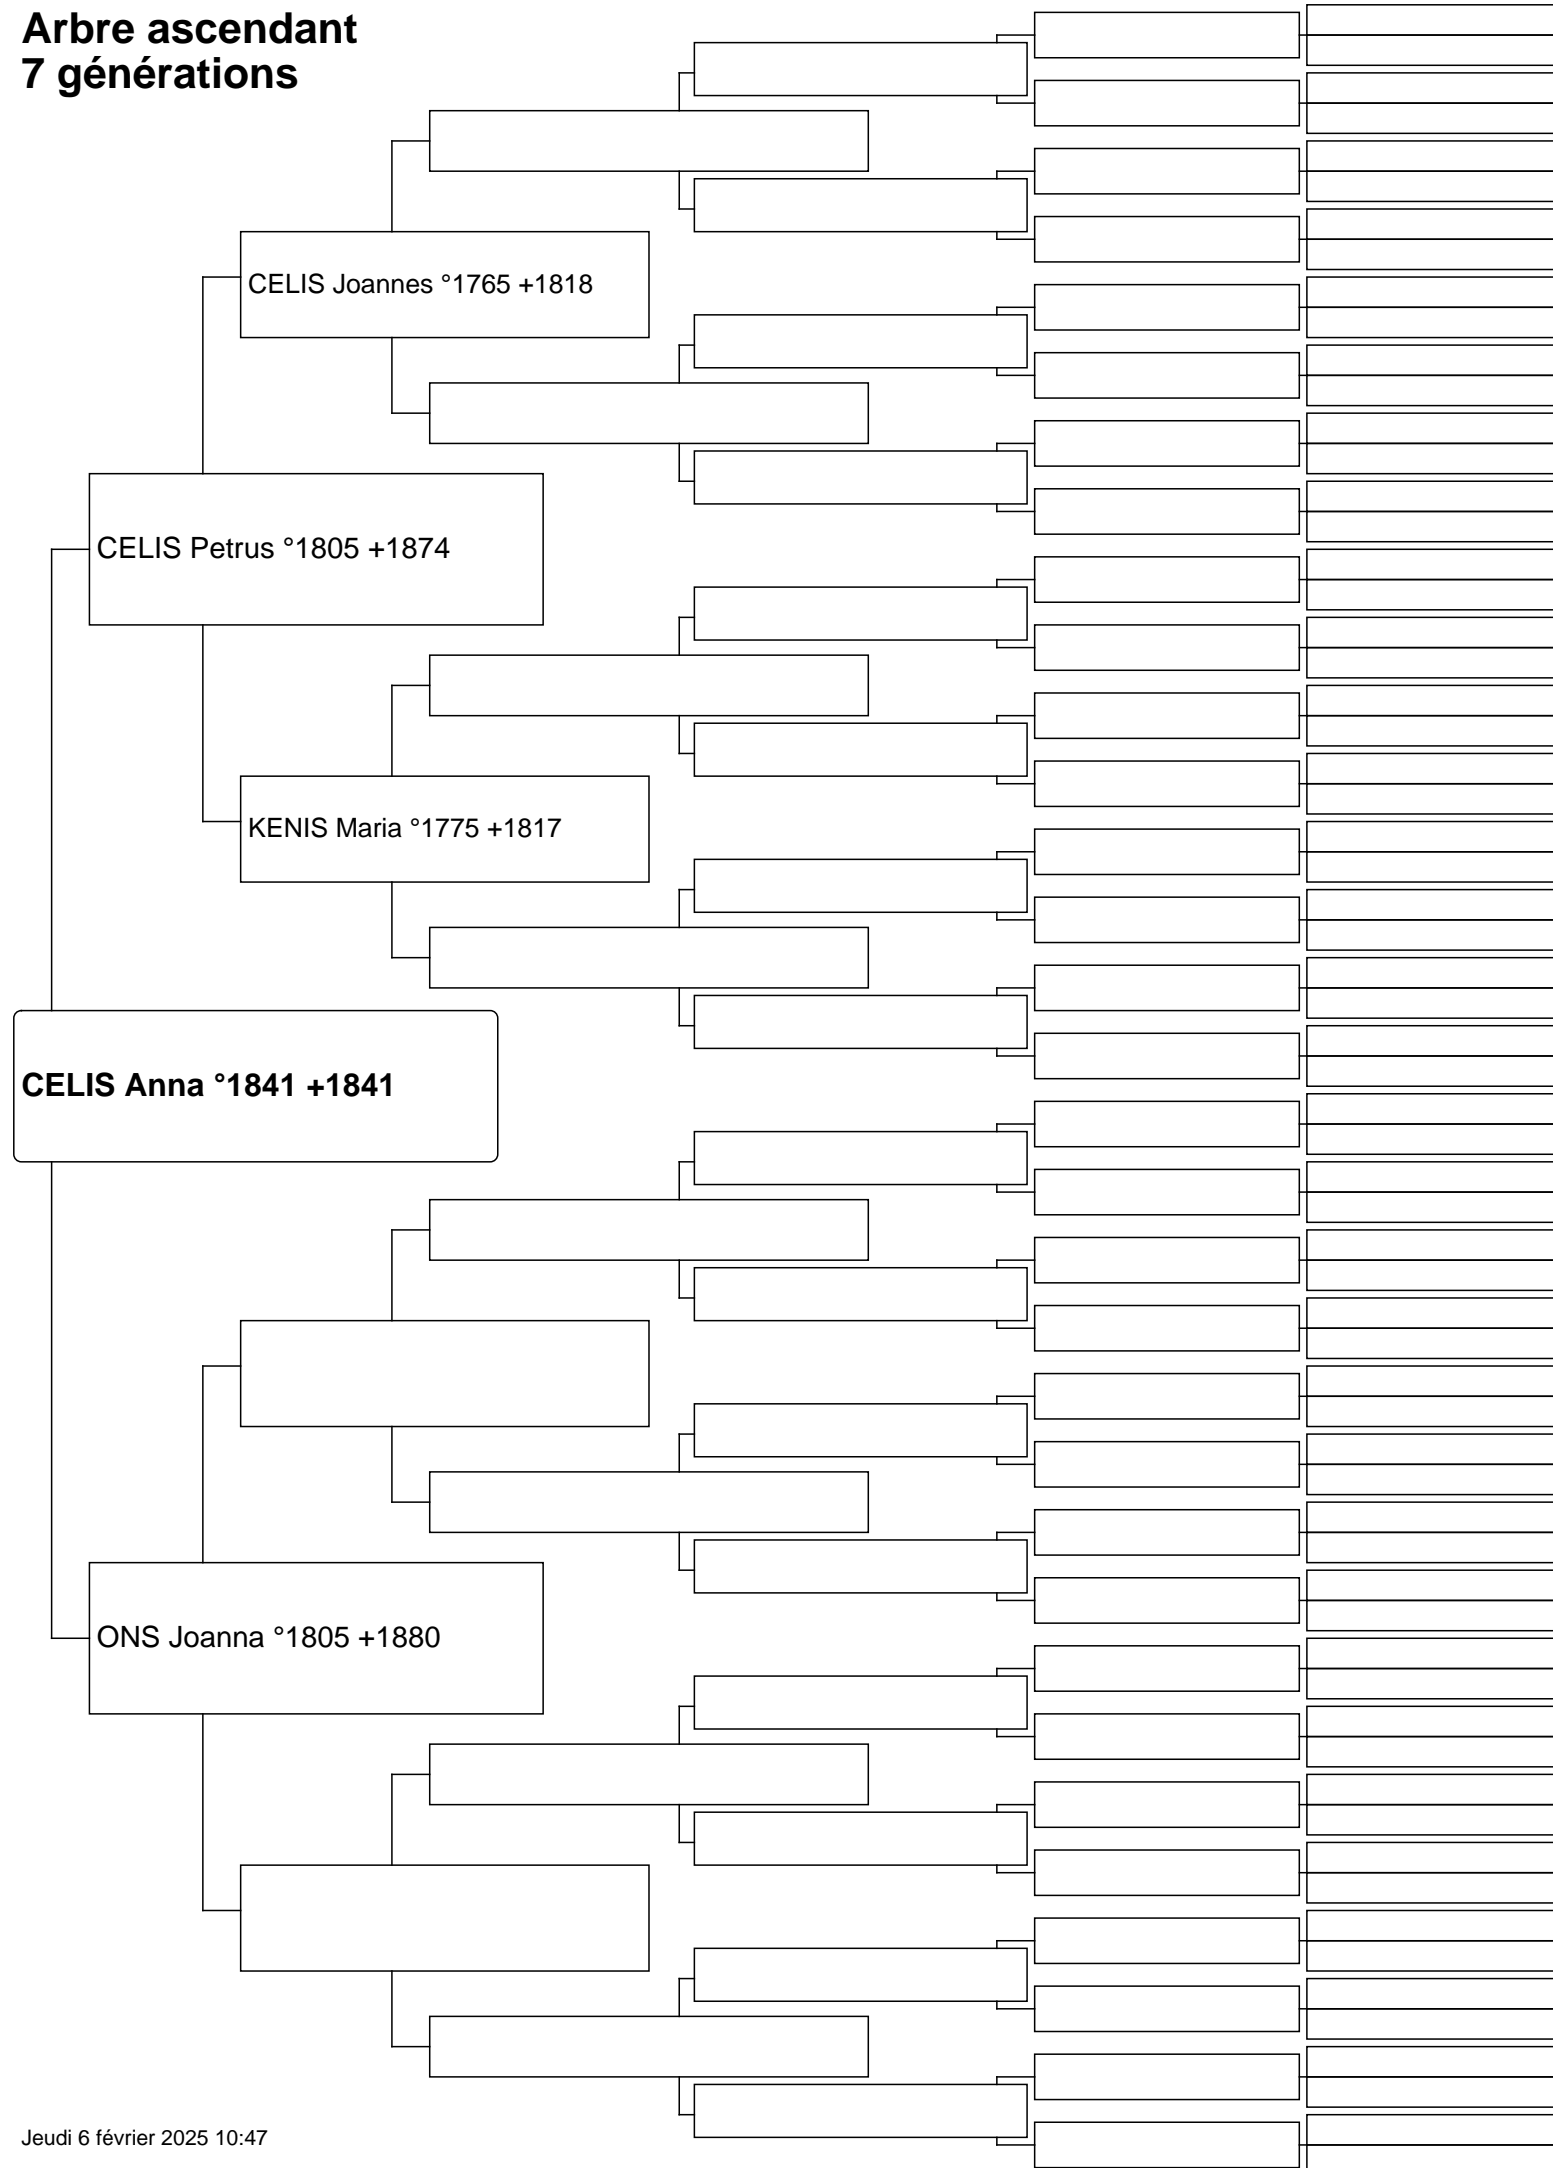 Arbre ascendant
7 générations
CELIS Joannes °1765 +1818
CELIS Petrus °1805 +1874
KENIS Maria °1775 +1817
CELIS Anna °1841 +1841
ONS Joanna °1805 +1880
Jeudi 6 février 2025 10:47